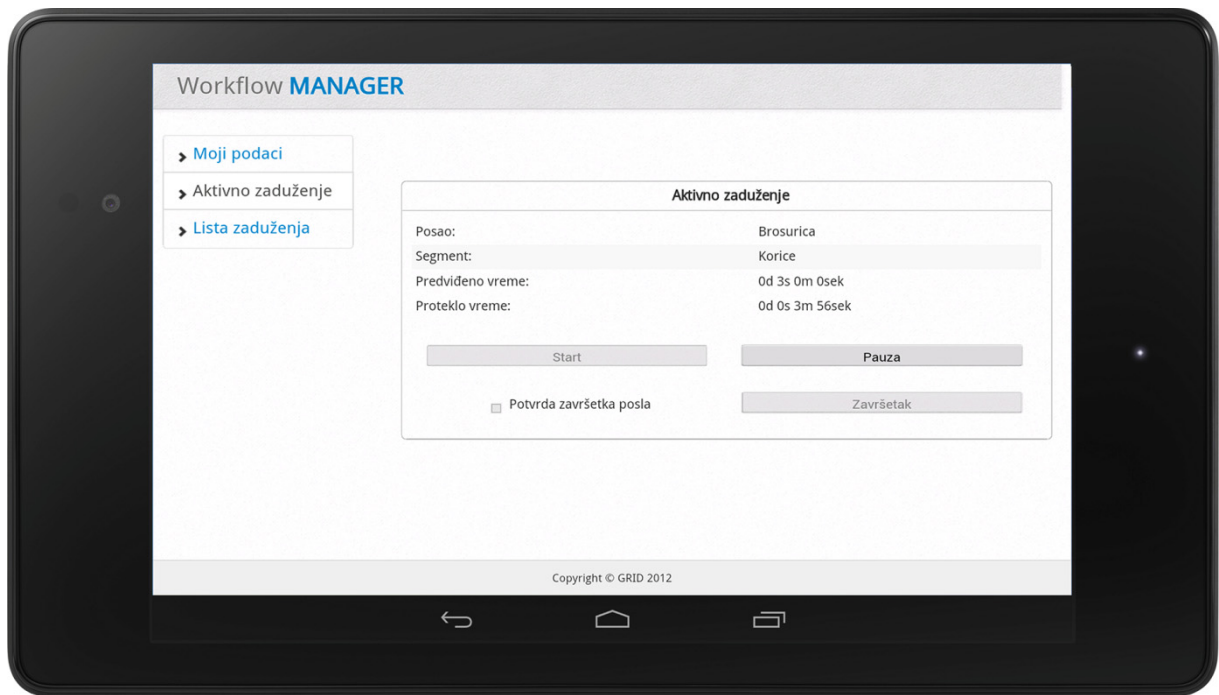 Workflow MANAGER
Moji podaci
Aktivno zaduženje
Lista zaduženja
Aktivno zaduženje
Posao: Brosurica
Segment: Korice
Predviđeno vreme: 0d 3s 0m 0sek
Proteklo vreme: 0d 0s 3m 56sek
Start Pauza
Potvrda završetka posla Završetak
Copyright © GRID 2012